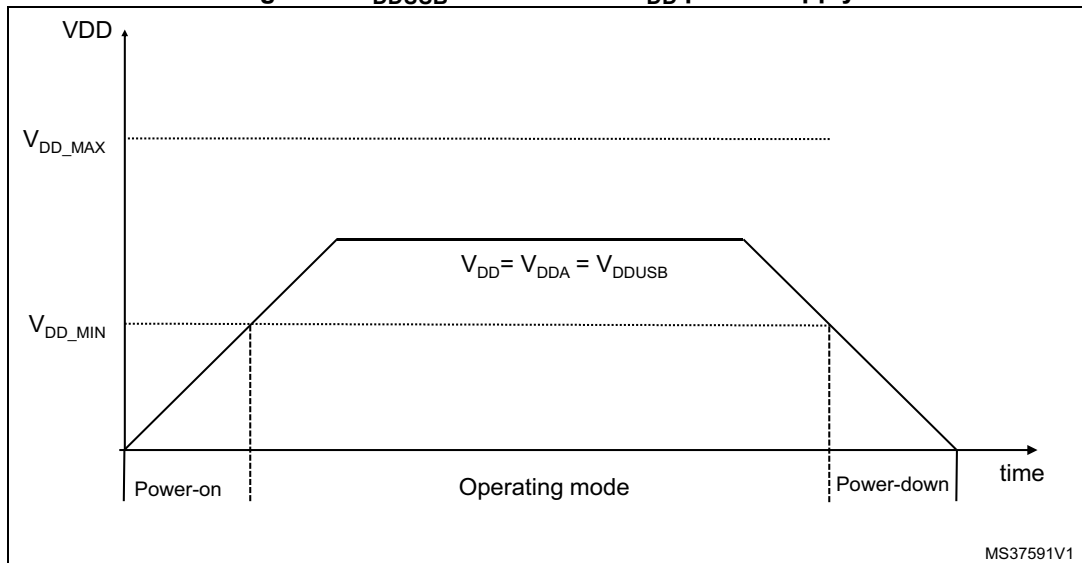 VDD
V_DD_MAX
V_DD= V_DDA = V_DDUSB
V_DD_MIN
time
Power-on
Operating mode
Power-down
MS37591V1